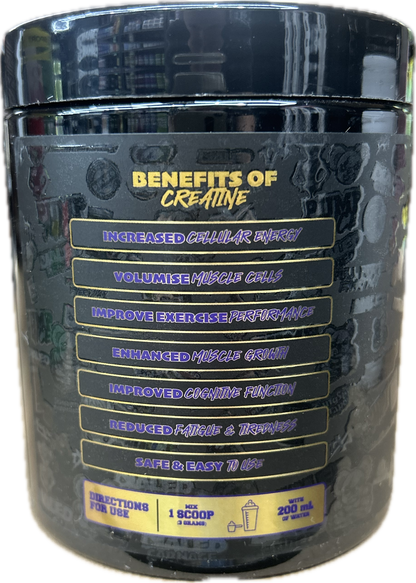 BENEFITS OF
CREATINE
INCREASED CELLULAR ENERGY
VOLUMISE MUSCLE CELLS
IMPROVE EXERCISE PERFORMANCE
ENHANCED MUSCLE GROWTH
IMPROVED COGNITIVE FUNCTION
REDUCED FATIGUE & TIREDNESS
SAFE & EASY TO USE
DIRECTIONS
FOR USE
MIX
1 SCOOP
(3 GRAMS)
WITH
200 mL
OF WATER